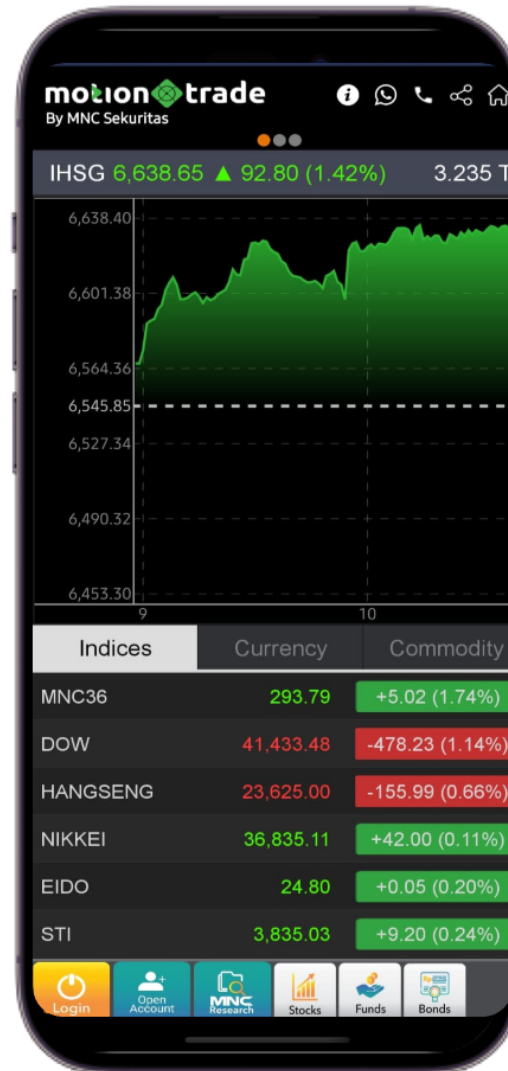 motion trade
By MNC Sekuritas
IHSG 6,638.65 ▲ 92.80 (1.42%) 3.235 T
6,638.40
6,601.38
6,564.36
6,545.85
6,527.34
6,490.32
6,453.30
9 10
Indices Currency Commodity
MNC36 293.79 +5.02 (1.74%)
DOW 41,433.48 -478.23 (1.14%)
HANGSENG 23,625.00 -155.99 (0.66%)
NIKKEI 36,835.11 +42.00 (0.11%)
EIDO 24.80 +0.05 (0.20%)
STI 3,835.03 +9.20 (0.24%)
Login Open Account MNC Research Stocks Funds Bonds